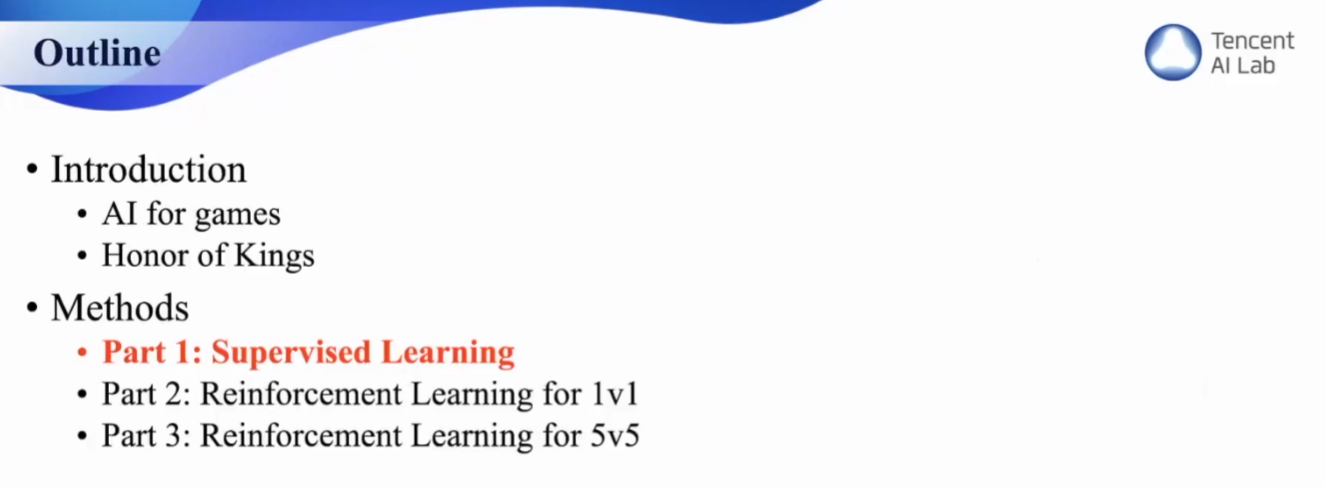 Outline
Tencent
AI Lab
• Introduction
• AI for games
• Honor of Kings
• Methods
• Part 1: Supervised Learning
• Part 2: Reinforcement Learning for 1v1
• Part 3: Reinforcement Learning for 5v5